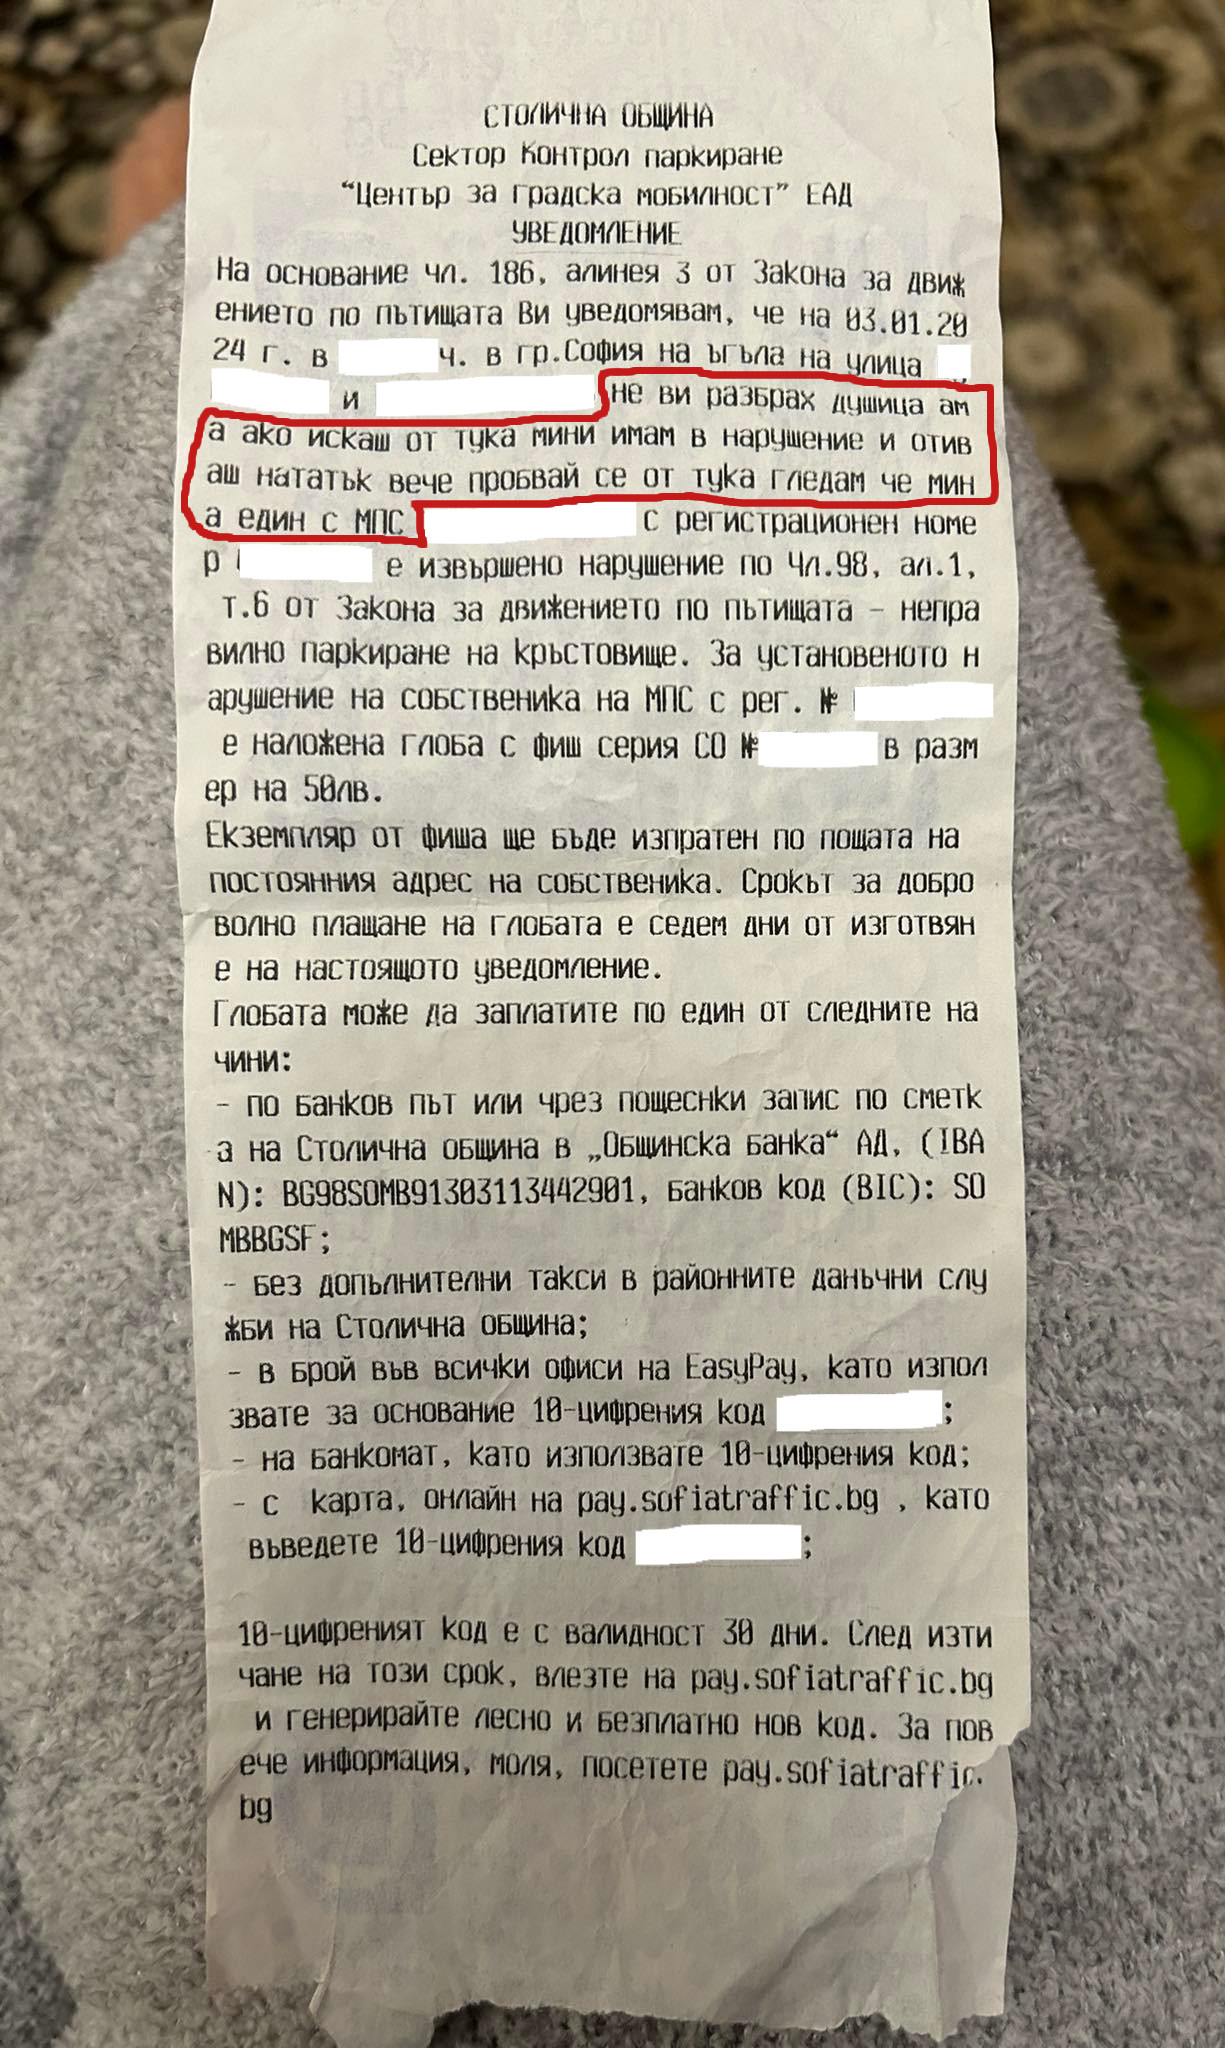 СТОЛИЧНА ОБЩИНА
Сектор Контрол паркиране
“Център за градска мобилност” ЕАД
УВЕДОМЛЕНИЕ
На основание чл. 186, алинея 3 от Закона за движ
ението по пътищата Ви уведомявам, че на 03.01.20
24 г. в ч. в гр.София на ъгъла на улица
и не ви разбрах душица ам
а ако искаш от тука мини имам в нарушение и отив
аш нататък вече пробвай се от тука гледам че мин
а един с МПС с регистрационен номе
р е извършено нарушение по Чл.98, ал.1,
т.6 от Закона за движението по пътищата – непра
вилно паркиране на кръстовище. За установеното н
арушение на собственика на МПС с рег. №
е наложена глоба с фиш серия СО № в разм
ер на 50лв.
Екземпляр от фиша ще бъде изпратен по пощата на
постоянния адрес на собственика. Срокът за добро
волно плащане на глобата е седем дни от изготвян
е на настоящото уведомление.
Глобата може да заплатите по един от следните на
чини:
- по банков път или чрез пощеснки запис по сметк
а на Столична община в „Общинска банка“ АД, (IBA
N): BG98SOMB91303113442901, банков код (BIC): SO
MBBGSF;
- без допълнителни такси в районните данъчни слу
жби на Столична община;
- в брой във всички офиси на EasyPay, като извол
звате за основание 10-цифрения код ;
- на банкомат, като използвате 10-цифрения код;
- с карта, онлайн на pay.sofiatraffic.bg , като
въведете 10-цифрения код ;
10-цифреният код е с валидност 30 дни. След изти
чане на този срок, влезте на pay.sofiatraffic.bg
и генерирайте лесно и безплатно нов код. За пов
ече информация, моля, посетете pay.sofiatraffic.
bg